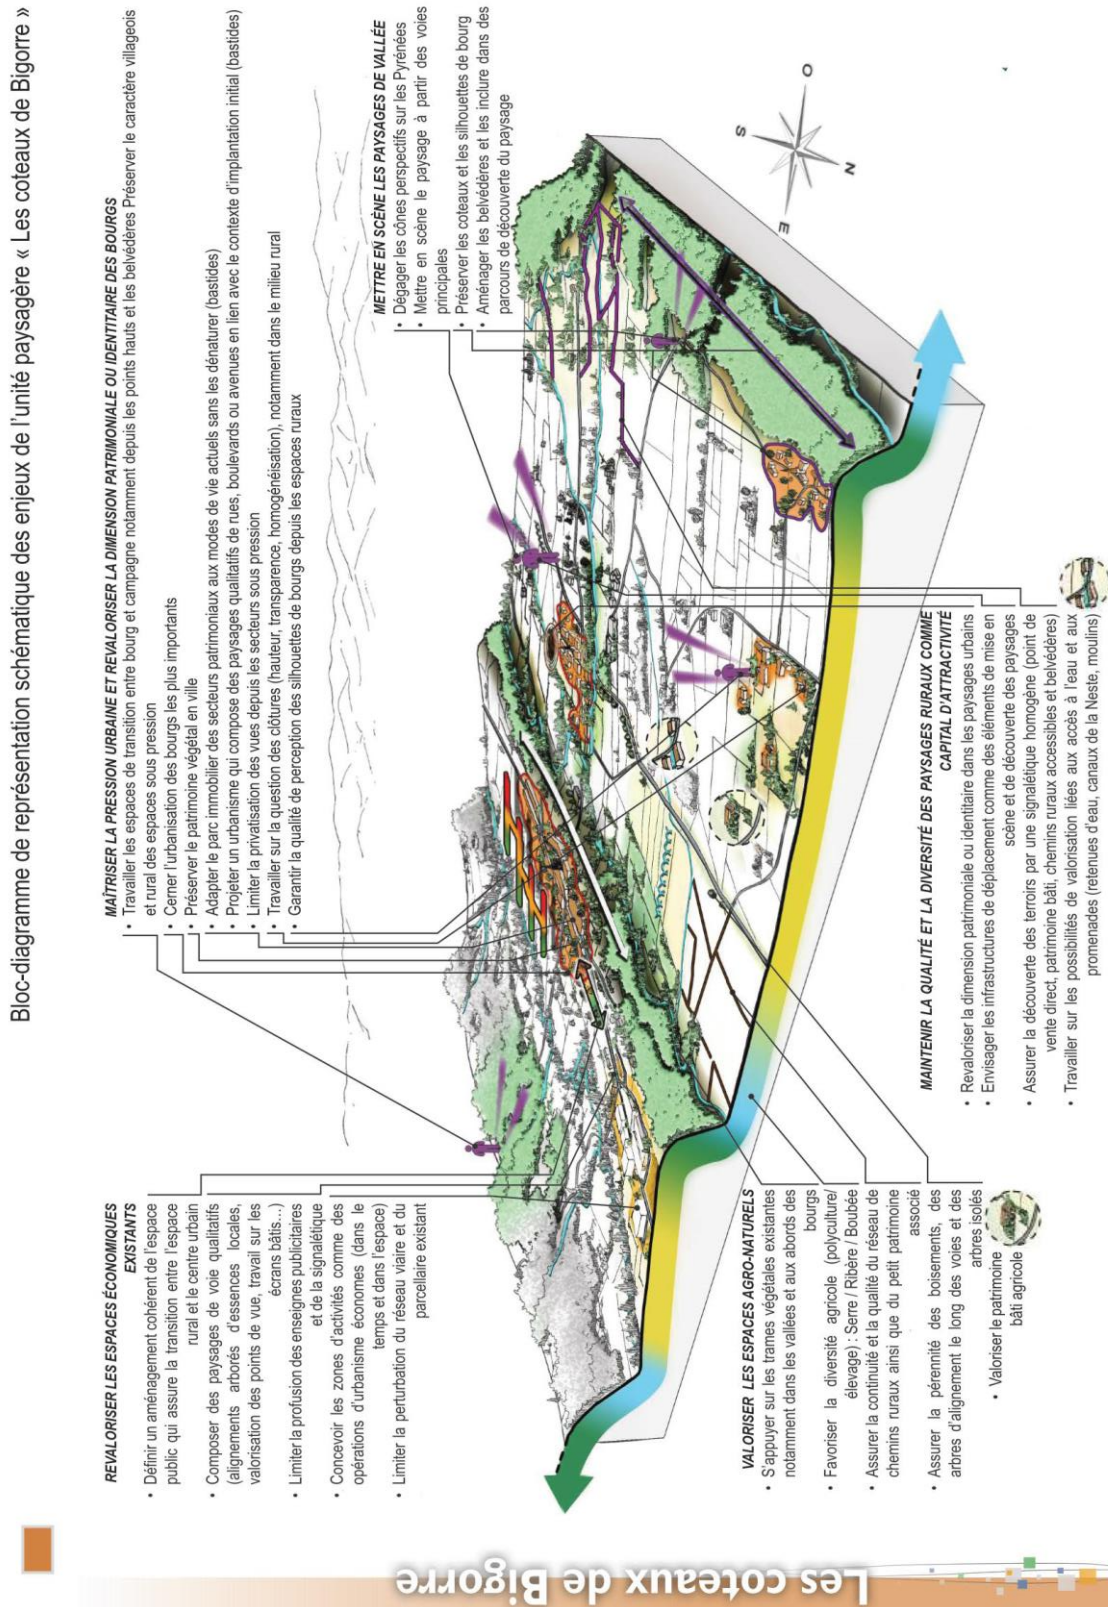 Bloc-diagramme de représentation schématique des enjeux de l'unité paysagère « Les coteaux de Bigorre »
REVALORISER LES ESPACES ÉCONOMIQUES
EXISTANTS
• Définir un aménagement cohérent de l'espace
public qui assure la transition entre l'espace
rural et le centre urbain
• Composer des paysages de voie qualitatifs
(alignements arborés d'essences locales,
valorisation des points de vue, travail sur les
écrans bâtis…)
• Limiter la profusion des enseignes publicitaires
et de la signalétique
• Concevoir les zones d'activités comme des
opérations d'urbanisme économes (dans le
temps et dans l'espace)
• Limiter la perturbation du réseau viaire et du
parcellaire existant
MAÎTRISER LA PRESSION URBAINE ET REVALORISER LA DIMENSION PATRIMONIALE OU IDENTITAIRE DES BOURGS
• Travailler les espaces de transition entre bourg et campagne notamment depuis les points hauts et les belvédères Préserver le caractère villageois
et rural des espaces sous pression
• Cerner l'urbanisation des bourgs les plus importants
• Préserver le patrimoine végétal en ville
• Adapter le parc immobilier des secteurs patrimoniaux aux modes de vie actuels sans les dénaturer (bastides)
• Projeter un urbanisme qui compose des paysages qualitatifs de rues, boulevards ou avenues en lien avec le contexte d'implantation initial (bastides)
• Limiter la privatisation des vues depuis les secteurs sous pression
• Travailler sur la question des clôtures (hauteur, transparence, homogénéisation), notamment dans le milieu rural
• Garantir la qualité de perception des silhouettes de bourgs depuis les espaces ruraux
METTRE EN SCÈNE LES PAYSAGES DE VALLÉE
• Dégager les cônes perspectifs sur les Pyrénées
• Mettre en scène le paysage à partir des voies
principales
• Préserver les coteaux et les silhouettes de bourg
• Aménager les belvédères et les inclure dans des
parcours de découverte du paysage
O
S
N
E
VALORISER LES ESPACES AGRO-NATURELS
• S'appuyer sur les trames végétales existantes
notamment dans les vallées et aux abords des
bourgs
• Favoriser la diversité agricole (polyculture/
élevage) : Serre / Ribère / Boubée
• Assurer la continuité et la qualité du réseau de
chemins ruraux ainsi que du petit patrimoine
associé
• Assurer la pérennité des boisements, des
arbres d'alignement le long des voies et des
arbres isolés
• Valoriser le patrimoine
bâti agricole
MAINTENIR LA QUALITÉ ET LA DIVERSITÉ DES PAYSAGES RURAUX COMME
CAPITAL D'ATTRACTIVITÉ
• Revaloriser la dimension patrimoniale ou identitaire dans les paysages urbains
• Envisager les infrastructures de déplacement comme des éléments de mise en
scène et de découverte des paysages
• Assurer la découverte des terroirs par une signalétique homogène (point de
vente direct, patrimoine bâti, chemins ruraux accessibles et belvédères)
• Travailler sur les possibilités de valorisation liées aux accès à l'eau et aux
promenades (retenues d'eau, canaux de la Neste, moulins)
Les coteaux de Bigorre